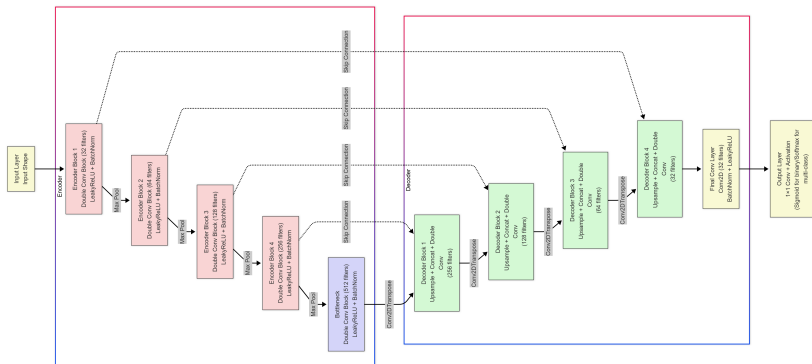 Input Layer
Input Shape
Encoder
Encoder Block 1
Double Conv Block (32 filters)
LeakyReLU + BatchNorm
Max Pool
Encoder Block 2
Double Conv Block (64 filters)
LeakyReLU + BatchNorm
Max Pool
Encoder Block 3
Double Conv Block (128 filters)
LeakyReLU + BatchNorm
Max Pool
Encoder Block 4
Double Conv Block (256 filters)
LeakyReLU + BatchNorm
Max Pool
Bottleneck
Double Conv Block (512 filters)
LeakyReLU + BatchNorm
Skip Connection
Skip Connection
Skip Connection
Skip Connection
Conv2DTranspose
Decoder
Decoder Block 1
Upsample + Concat + Double
Conv
(256 filters)
Conv2DTranspose
Decoder Block 2
Upsample + Concat + Double
Conv
(128 filters)
Conv2DTranspose
Decoder Block 3
Upsample + Concat + Double
Conv
(64 filters)
Conv2DTranspose
Decoder Block 4
Upsample + Concat + Double
Conv
(32 filters)
Final Conv Layer
Conv2D (32 filters)
BatchNorm + LeakyReLU
Output Layer
1×1 Conv + Activation
(Sigmoid for binary/Softmax for
multi-class)